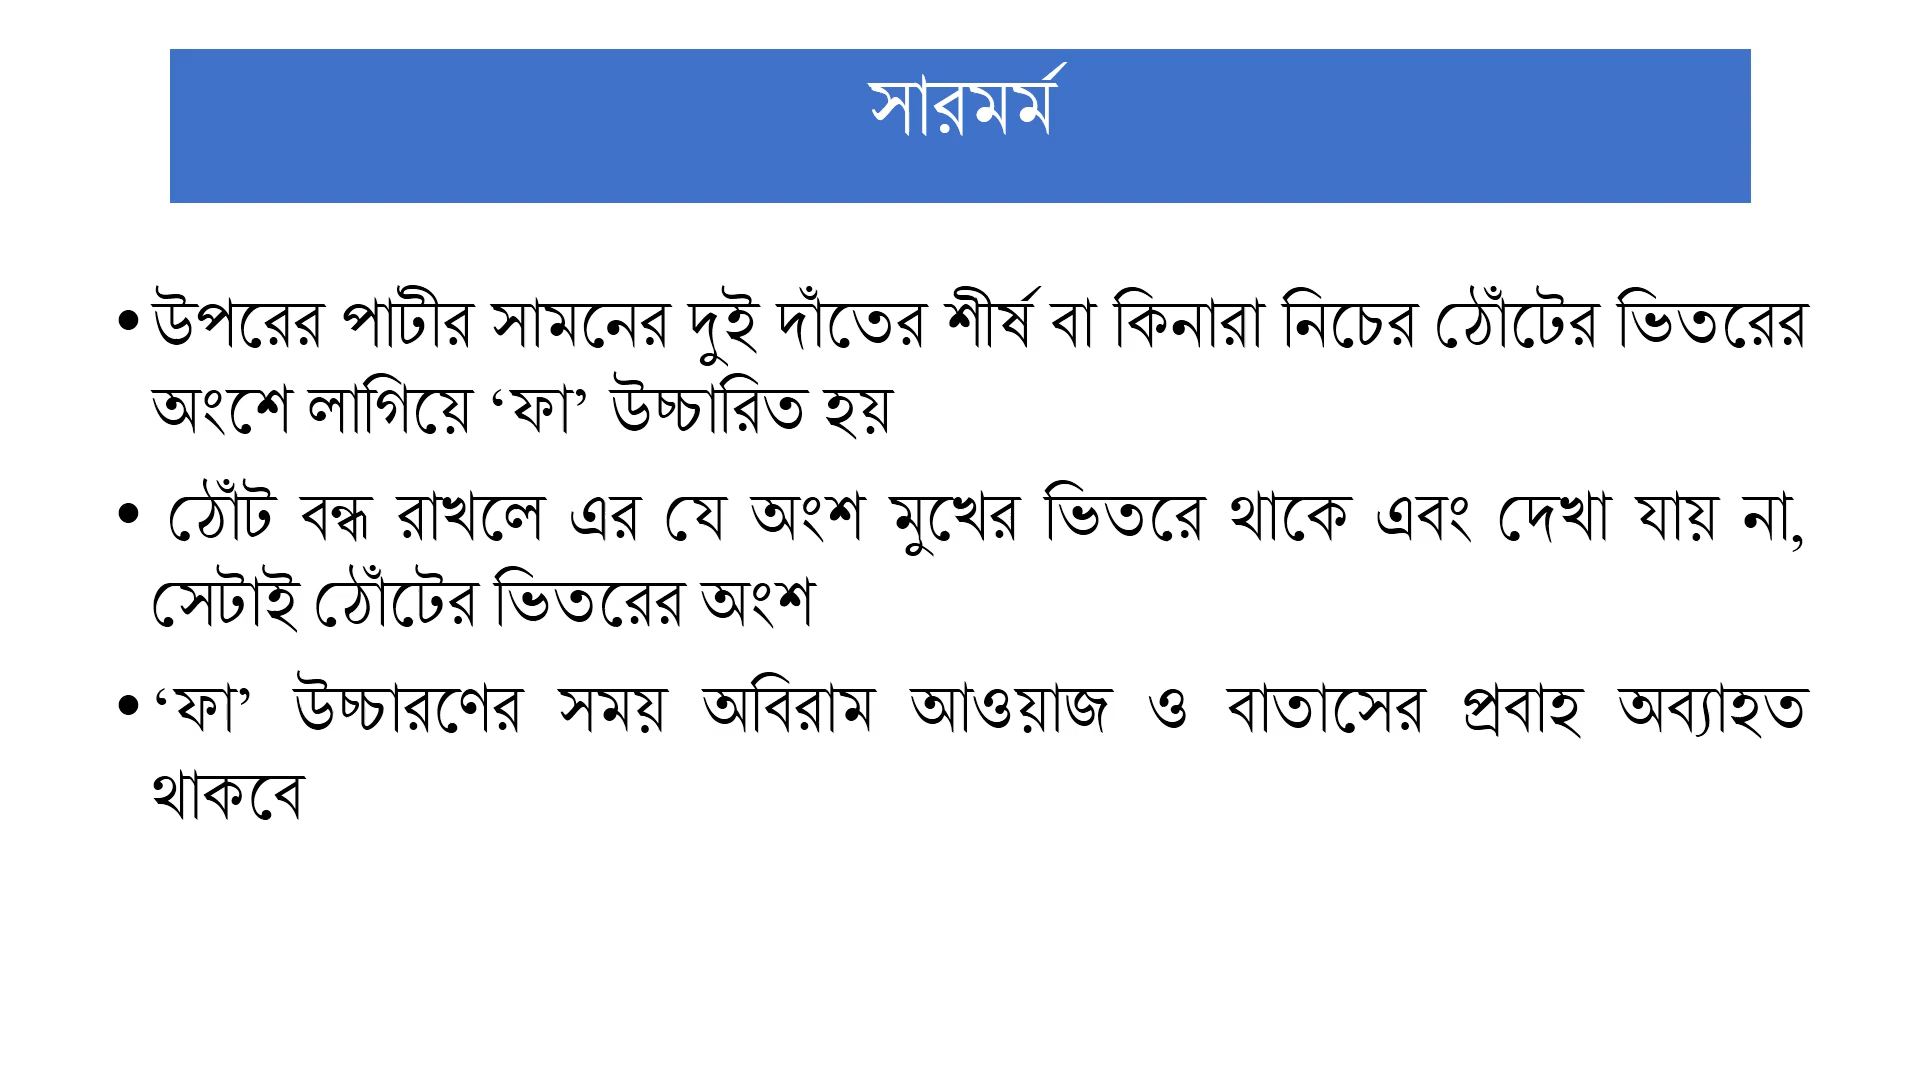 সারমর্ম
• উপরের পাটীর সামনের দুই দাঁতের শীর্ষ বা কিনারা নিচের ঠোঁটের ভিতরের
অংশে লাগিয়ে ‘ফা’ উচ্চারিত হয়
• ঠোঁট বন্ধ রাখলে এর যে অংশ মুখের ভিতরে থাকে এবং দেখা যায় না,
সেটাই ঠোঁটের ভিতরের অংশ
• ‘ফা’ উচ্চারণের সময় অবিরাম আওয়াজ ও বাতাসের প্রবাহ অব্যাহত
থাকবে